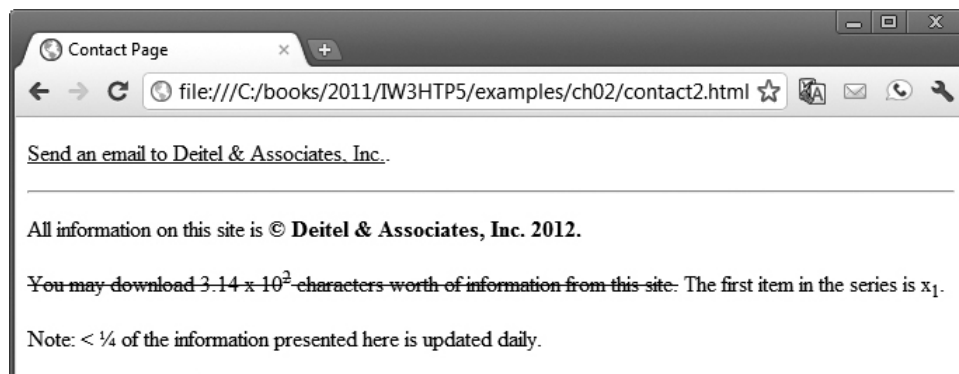 Contact Page
file:///C:/books/2011/IW3HTP5/examples/ch02/contact2.html
Send an email to Deitel & Associates, Inc..
All information on this site is © Deitel & Associates, Inc. 2012.
You may download 3.14 x 10² characters worth of information from this site. The first item in the series is x₁.
Note: < ¼ of the information presented here is updated daily.